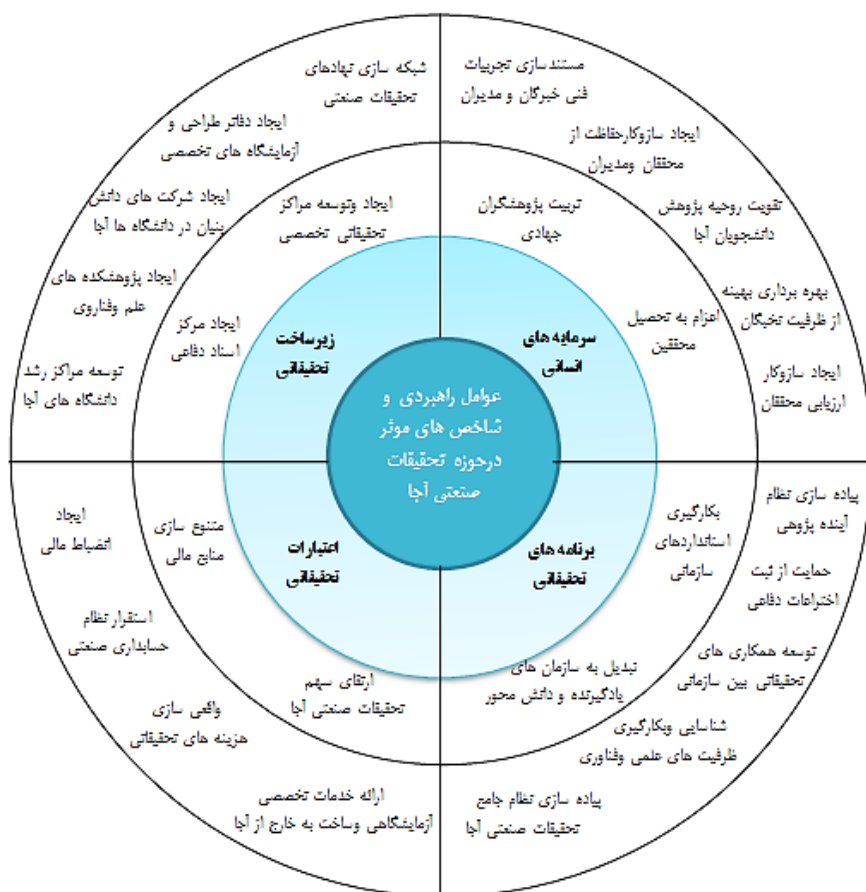 عوامل راهبردی و
شاخص های موثر
درحوزه تحقیقات
صنعتی آجا
سرمایه های
انسانی
تربیت پژوهشگران
جهادی
اعزام به تحصیل
محققین
مستندسازی تجربیات
فنی خبرگان و مدیران
ایجاد سازوکارحفاظت از
محققان ومدیران
تقویت روحیه پژوهش
دانشجویان آجا
بهره برداری بهینه
از ظرفیت نخبگان
ایجاد سازوکار
ارزیابی محققان
برنامه های
تحقیقاتی
بکارگیری
استانداردهای
سازمانی
تبدیل به سازمان های
یادگیرنده و دانش محور
پیاده سازی نظام
آینده پژوهی
حمایت از ثبت
اختراعات دفاعی
توسعه همکاری های
تحقیقاتی بین سازمانی
شناسایی وبکارگیری
ظرفیت های علمی وفناوری
پیاده سازی نظام جامع
تحقیقات صنعتی آجا
اعتبارات
تحقیقاتی
متنوع سازی
منابع مالی
ارتقای سهم
تحقیقات صنعتی آجا
ایجاد
انضباط مالی
استقرار نظام
حسابداری صنعتی
واقعی سازی
هزینه های تحقیقاتی
ارائه خدمات تخصصی
آزمایشگاهی وساخت به خارج از آجا
زیرساخت
تحقیقاتی
ایجاد وتوسعه مراکز
تحقیقاتی تخصصی
ایجاد مرکز
اسناد دفاعی
شبکه سازی نهادهای
تحقیقات صنعتی
ایجاد دفاتر طراحی و
آزمایشگاه های تخصصی
ایجاد شرکت های دانش
بنیان در دانشگاه ها آجا
ایجاد پژوهشکده های
علم وفناروی
توسعه مراکز رشد
دانشگاه های آجا